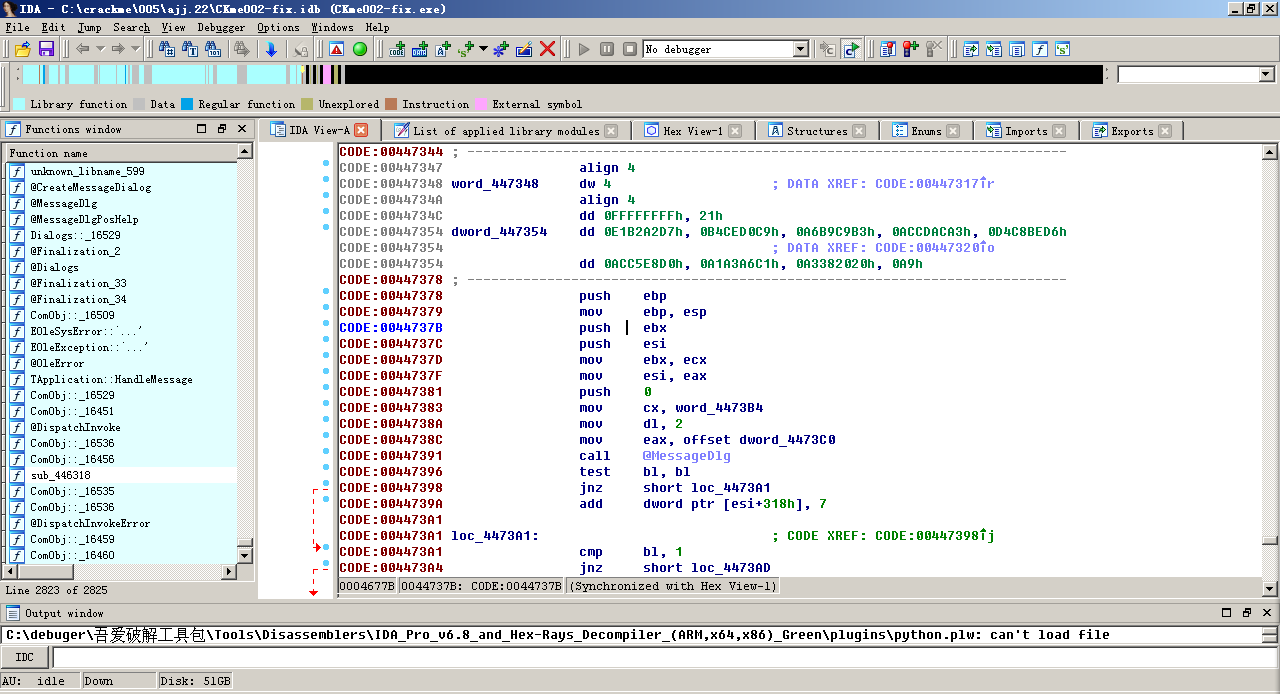 IDA - C:\crackme\005\ajj.22\CKme002-fix.idb (CKme002-fix.exe)
File Edit Jump Search View Debugger Options Windows Help
No debugger
Library function Data Regular function Unexplored Instruction External symbol
Functions window
IDA View-A List of applied library modules Hex View-1 Structures Enums Imports Exports
Function name
unknown_libname_599
@CreateMessageDialog
@MessageDlg
@MessageDlgPosHelp
Dialogs::_16529
@Finalization_2
@Dialogs
@Finalization_33
@Finalization_34
ComObj::_16509
EOleSysError::`...'
EOleException::`...'
@OleError
TApplication::HandleMessage
ComObj::_16529
ComObj::_16451
@DispatchInvoke
ComObj::_16536
ComObj::_16456
sub_446318
ComObj::_16535
ComObj::_16536
@DispatchInvokeError
ComObj::_16459
ComObj::_16460
Line 2823 of 2825
CODE:00447344 ; ---------------------------------------------------------------------------
CODE:00447347 align 4
CODE:00447348 word_447348 dw 4 ; DATA XREF: CODE:00447317↑r
CODE:0044734A align 4
CODE:0044734C dd 0FFFFFFFFh, 21h
CODE:00447354 dword_447354 dd 0E1B2A2D7h, 0B4CED0C9h, 0A6B9C9B3h, 0ACCDACA3h, 0D4C8BED6h
CODE:00447354 ; DATA XREF: CODE:00447320↑o
CODE:00447354 dd 0ACC5E8D0h, 0A1A3A6C1h, 0A3382020h, 0A9h
CODE:00447378 ; ---------------------------------------------------------------------------
CODE:00447378 push ebp
CODE:00447379 mov ebp, esp
CODE:0044737B push ebx
CODE:0044737C push esi
CODE:0044737D mov ebx, ecx
CODE:0044737F mov esi, eax
CODE:00447381 push 0
CODE:00447383 mov cx, word_4473B4
CODE:0044738A mov dl, 2
CODE:0044738C mov eax, offset dword_4473C0
CODE:00447391 call @MessageDlg
CODE:00447396 test bl, bl
CODE:00447398 jnz short loc_4473A1
CODE:0044739A add dword ptr [esi+318h], 7
CODE:004473A1
CODE:004473A1 loc_4473A1: ; CODE XREF: CODE:00447398↑j
CODE:004473A1 cmp bl, 1
CODE:004473A4 jnz short loc_4473AD
0004677B 0044737B: CODE:0044737B (Synchronized with Hex View-1)
Output window
C:\debuger\吾爱破解工具包\Tools\Disassemblers\IDA_Pro_v6.8_and_Hex-Rays_Decompiler_(ARM,x64,x86)_Green\plugins\python.plw: can't load file
IDC
AU: idle Down Disk: 51GB